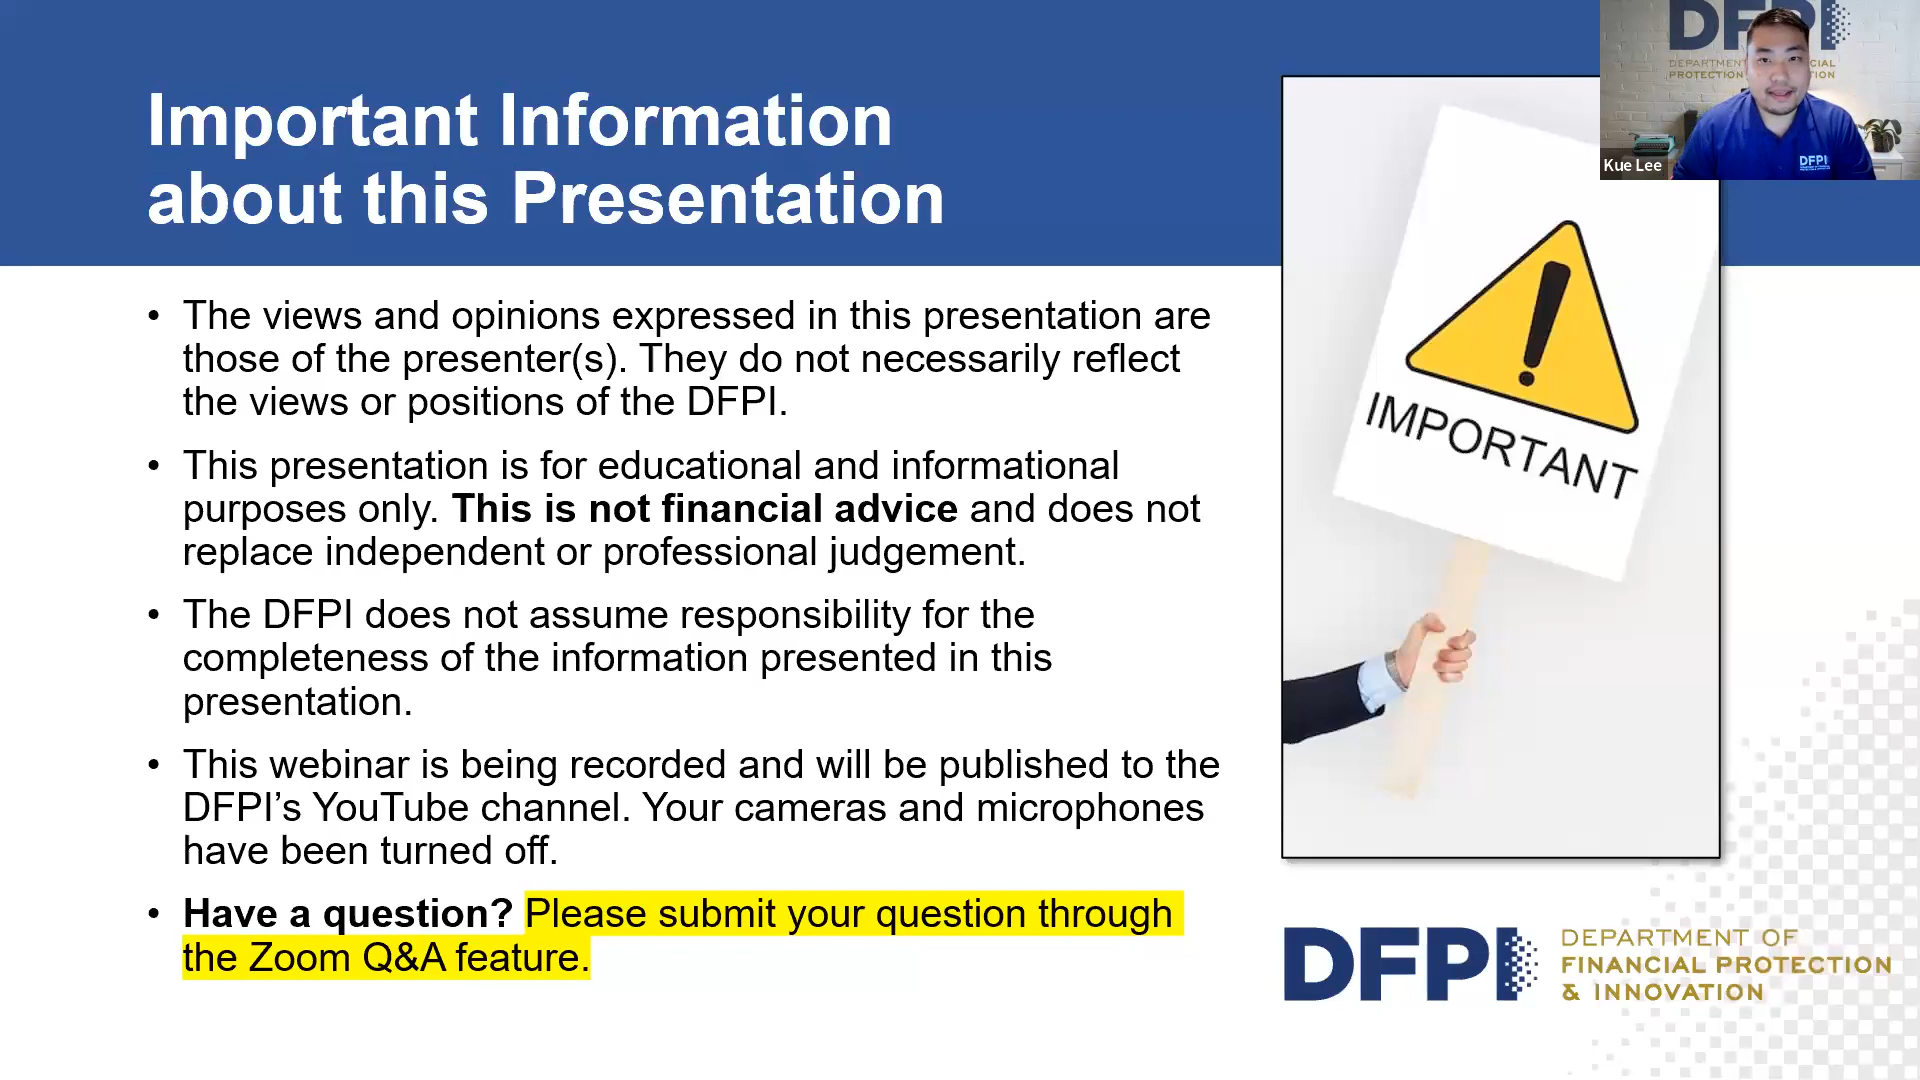 Important Information
about this Presentation
• The views and opinions expressed in this presentation are
those of the presenter(s). They do not necessarily reflect
the views or positions of the DFPI.
• This presentation is for educational and informational
purposes only. This is not financial advice and does not
replace independent or professional judgement.
• The DFPI does not assume responsibility for the
completeness of the information presented in this
presentation.
• This webinar is being recorded and will be published to the
DFPI’s YouTube channel. Your cameras and microphones
have been turned off.
• Have a question? Please submit your question through
the Zoom Q&A feature.
IMPORTANT
Kue Lee
DFPI
DFPI
DEPARTMENT OF
FINANCIAL PROTECTION
& INNOVATION